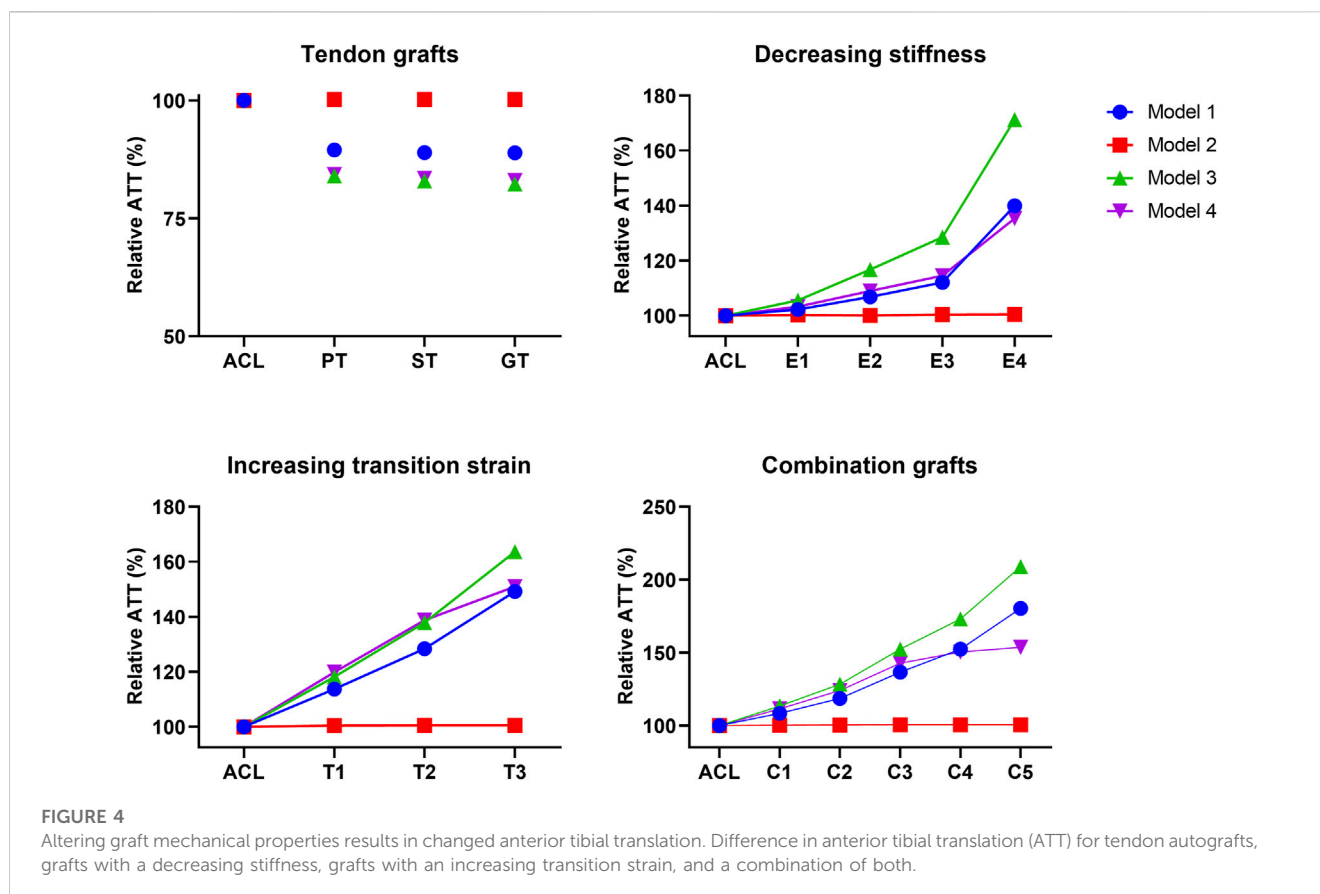 Tendon grafts
Relative ATT (%)
100
75
50
ACL PT ST GT
Decreasing stiffness
Relative ATT (%)
180
160
140
120
100
ACL E1 E2 E3 E4
Model 1
Model 2
Model 3
Model 4
Increasing transition strain
Relative ATT (%)
180
160
140
120
100
ACL T1 T2 T3
Combination grafts
Relative ATT (%)
250
200
150
100
ACL C1 C2 C3 C4 C5
FIGURE 4
Altering graft mechanical properties results in changed anterior tibial translation. Difference in anterior tibial translation (ATT) for tendon autografts,
grafts with a decreasing stiffness, grafts with an increasing transition strain, and a combination of both.